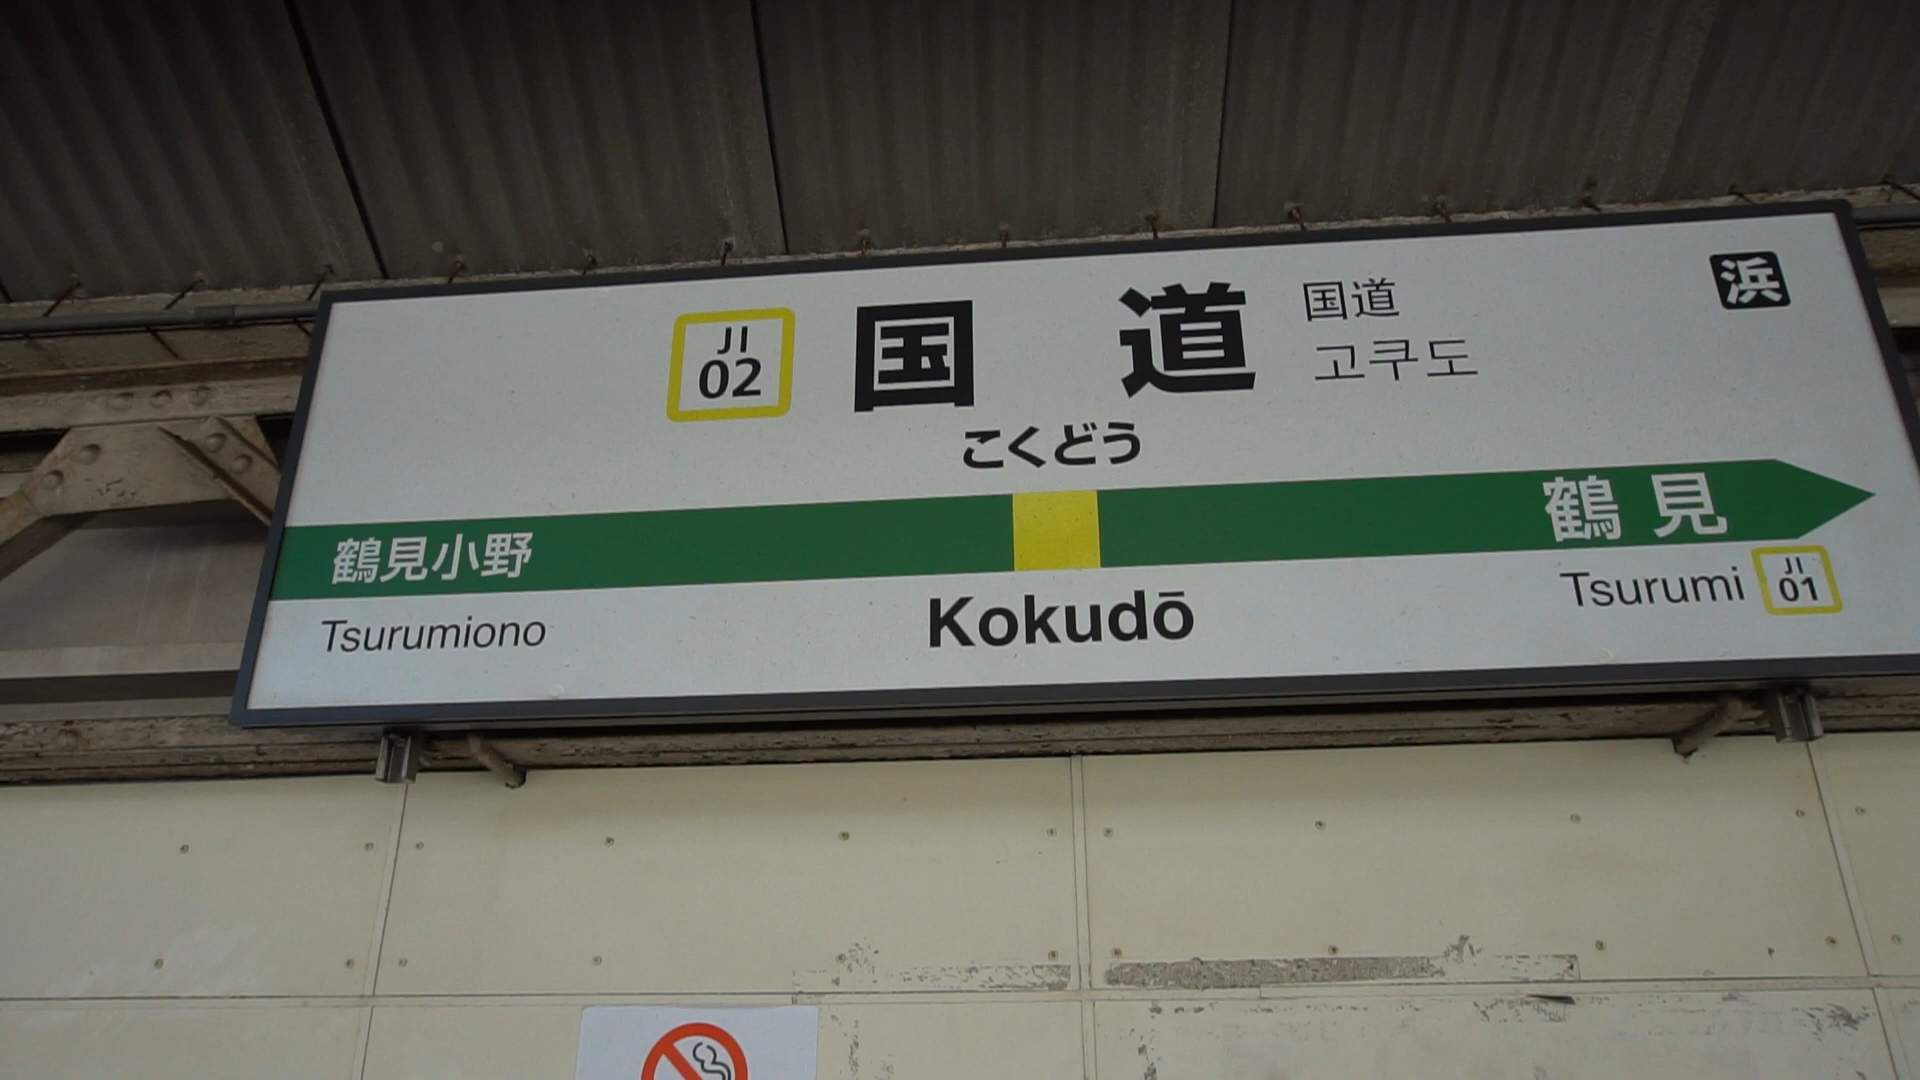 浜
JI
02
国道
国道
고쿠도
こくどう
鶴見小野
鶴見
Tsurumiono
Kokudō
Tsurumi
JI
01